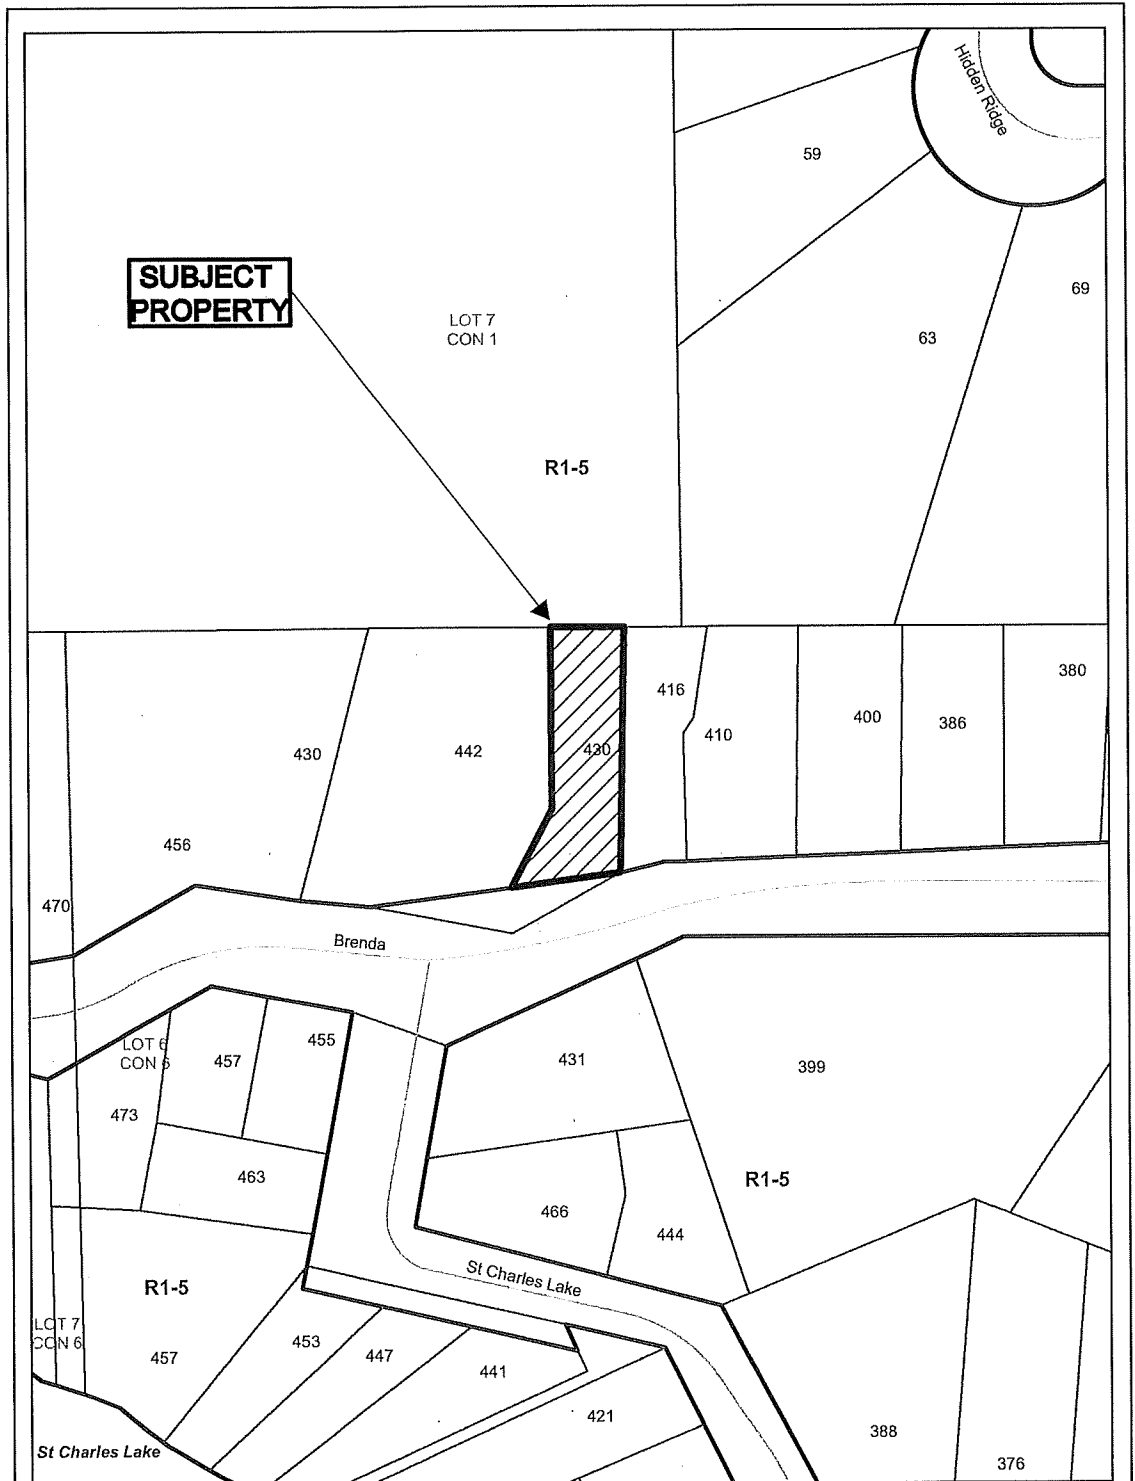 Hidden Ridge
59
SUBJECT
PROPERTY
69
LOT 7
CON 1
63
R1-5
380
416
400
386
410
430
442
430
456
470
Brenda
LOT 6
CON 6
455
457
431
399
473
463
R1-5
466
444
St Charles Lake
R1-5
LOT 7
CON 6
453
447
457
441
421
388
St Charles Lake
376